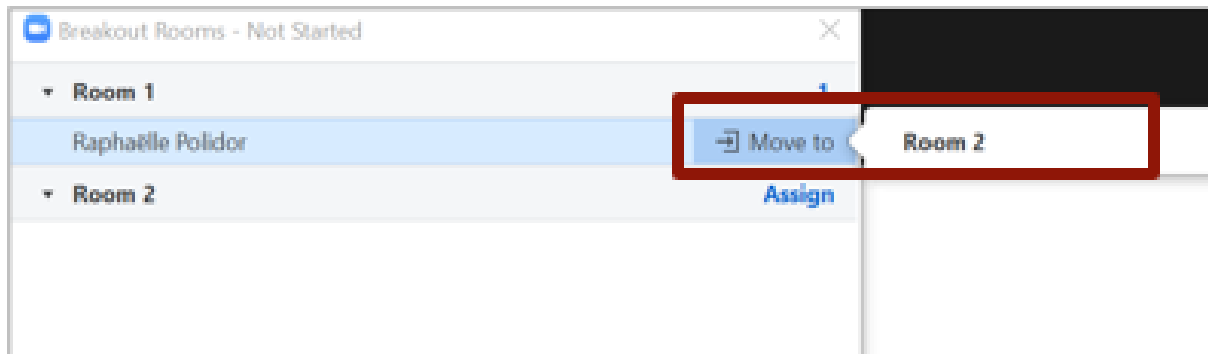 Breakout Rooms - Not Started
Room 1 1
Raphaëlle Polidor Move to Room 2
Room 2 Assign